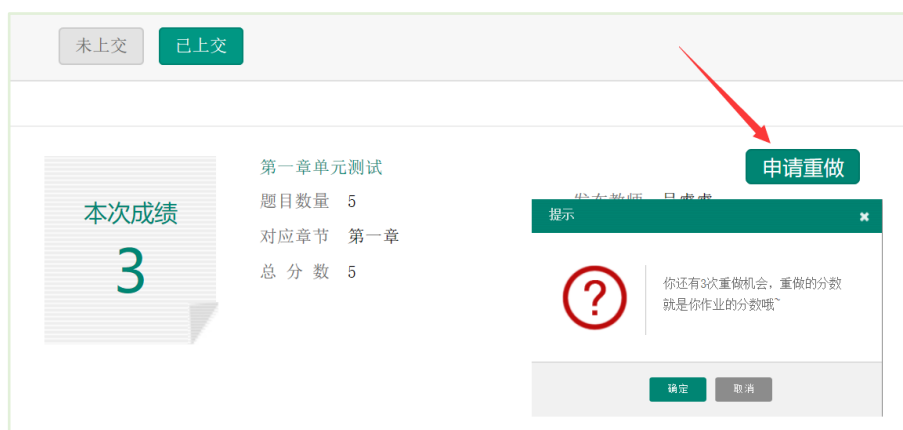 未上交 已上交
申请重做
第一章单元测试
本次成绩
3
题目数量 5
对应章节 第一章
总 分 数 5
提示
你还有3次重做机会，重做的分数
就是你作业的分数哦~
确定 取消